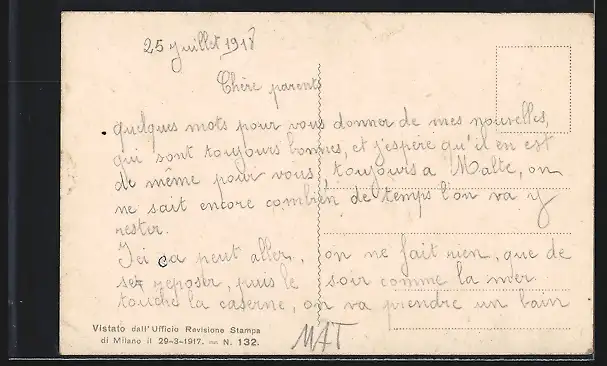 25 Juillet 1918
Chère parents
quelques mots pour vous donner de mes nouvelles,
qui sont toujours bonnes, et j'espère qu'il en est
de même pour vous, toujours a Malte, on
ne sait encore combien de temps l'on va y
rester.
Ici ça peut aller, on ne fait rien, que de
se reposer, puis le soir comme la mer
touche la caserne, on va prendre un bain
Vistato dall'Ufficio Revisione Stampa
di Milano il 29-3-1917. — N. 132.
MAT